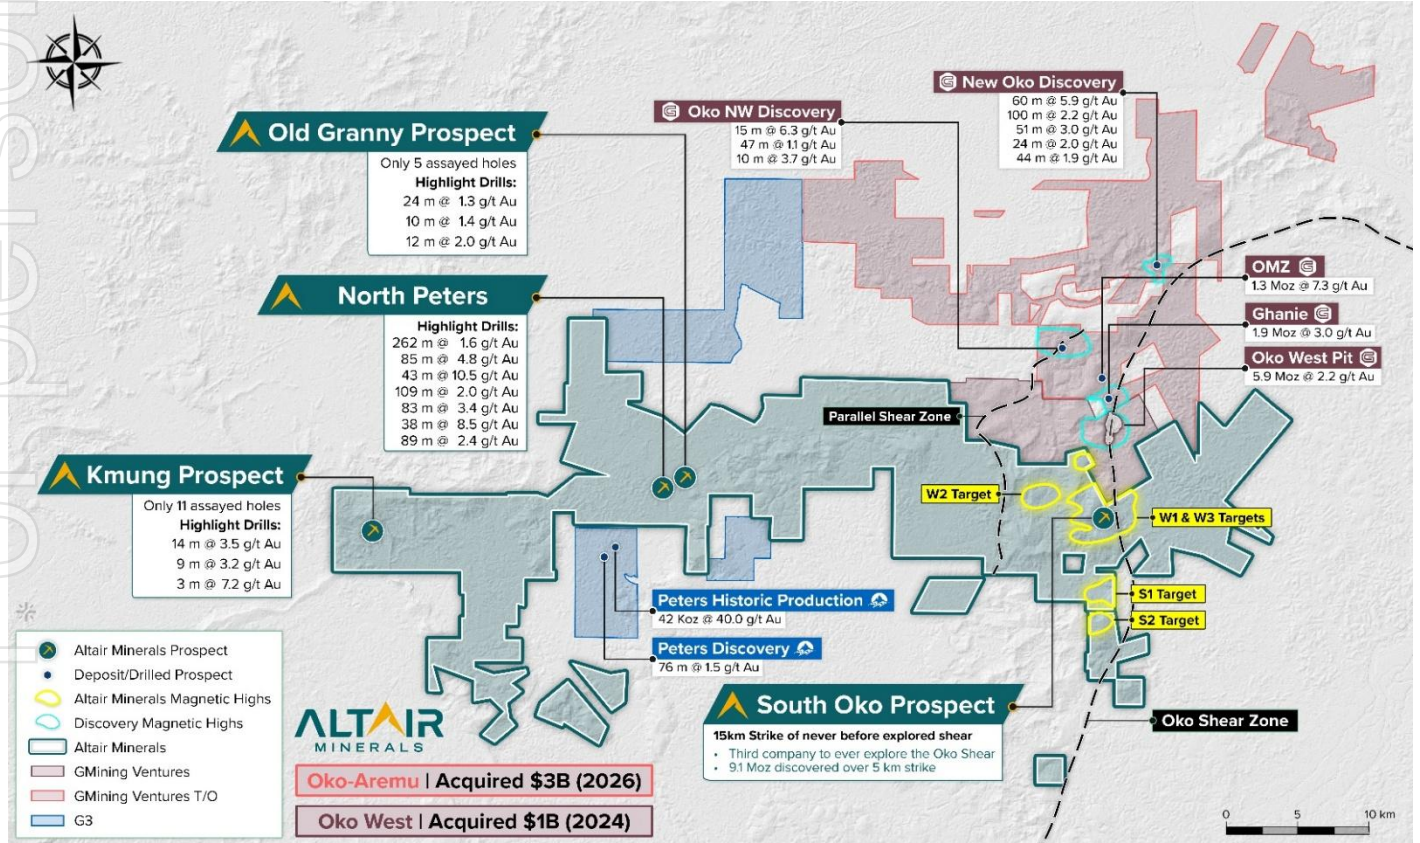 Old Granny Prospect
Only 5 assayed holes
Highlight Drills:
24 m @ 1.3 g/t Au
10 m @ 1.4 g/t Au
12 m @ 2.0 g/t Au
Oko NW Discovery
15 m @ 6.3 g/t Au
47 m @ 1.1 g/t Au
10 m @ 3.7 g/t Au
New Oko Discovery
60 m @ 5.9 g/t Au
100 m @ 2.2 g/t Au
51 m @ 3.0 g/t Au
24 m @ 2.0 g/t Au
44 m @ 1.9 g/t Au
North Peters
Highlight Drills:
262 m @ 1.6 g/t Au
85 m @ 4.8 g/t Au
43 m @ 10.5 g/t Au
109 m @ 2.0 g/t Au
83 m @ 3.4 g/t Au
38 m @ 8.5 g/t Au
89 m @ 2.4 g/t Au
OMZ
1.3 Moz @ 7.3 g/t Au
Ghanie
1.9 Moz @ 3.0 g/t Au
Oko West Pit
5.9 Moz @ 2.2 g/t Au
Parallel Shear Zone
Kmung Prospect
Only 11 assayed holes
Highlight Drills:
14 m @ 3.5 g/t Au
9 m @ 3.2 g/t Au
3 m @ 7.2 g/t Au
W2 Target
W1 & W3 Targets
S1 Target
S2 Target
Peters Historic Production
42 Koz @ 40.0 g/t Au
Peters Discovery
76 m @ 1.5 g/t Au
South Oko Prospect
15km Strike of never before explored shear
• Third company to ever explore the Oko Shear
• 9.1 Moz discovered over 5 km strike
Oko Shear Zone
Altair Minerals Prospect
Deposit/Drilled Prospect
Altair Minerals Magnetic Highs
Discovery Magnetic Highs
Altair Minerals
GMining Ventures
GMining Ventures T/O
G3
ALTAIR
MINERALS
Oko-Aremu | Acquired $3B (2026)
Oko West | Acquired $1B (2024)
0 5 10 km